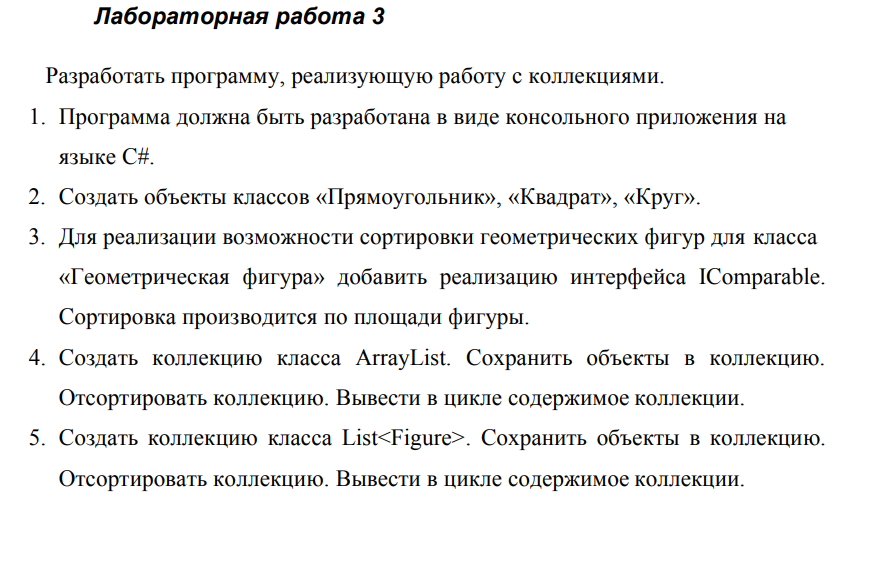 Лабораторная работа 3
Разработать программу, реализующую работу с коллекциями.
1. Программа должна быть разработана в виде консольного приложения на
языке C#.
2. Создать объекты классов «Прямоугольник», «Квадрат», «Круг».
3. Для реализации возможности сортировки геометрических фигур для класса
«Геометрическая фигура» добавить реализацию интерфейса IComparable.
Сортировка производится по площади фигуры.
4. Создать коллекцию класса ArrayList. Сохранить объекты в коллекцию.
Отсортировать коллекцию. Вывести в цикле содержимое коллекции.
5. Создать коллекцию класса List<Figure>. Сохранить объекты в коллекцию.
Отсортировать коллекцию. Вывести в цикле содержимое коллекции.